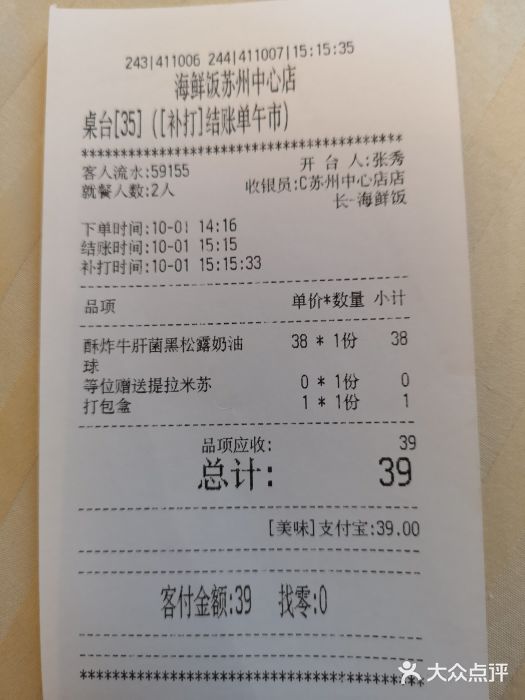 243|411006 244|411007|15:15:35
海鲜饭苏州中心店
桌台[35] ([补打]结账单午市)
****************************************
客人流水:59155 开 台 人:张秀
就餐人数:2人 收银员:C苏州中心店店
长-海鲜饭
下单时间:10-01 14:16
结账时间:10-01 15:15
补打时间:10-01 15:15:33
品项 单价*数量 小计
酥炸牛肝菌黑松露奶油 38 * 1份 38
球
等位赠送提拉米苏 0 * 1份 0
打包盒 1 * 1份 1
品项应收: 39
总计: 39
[美味]支付宝:39.00
客付金额:39 找零:0
****************************************
大众点评